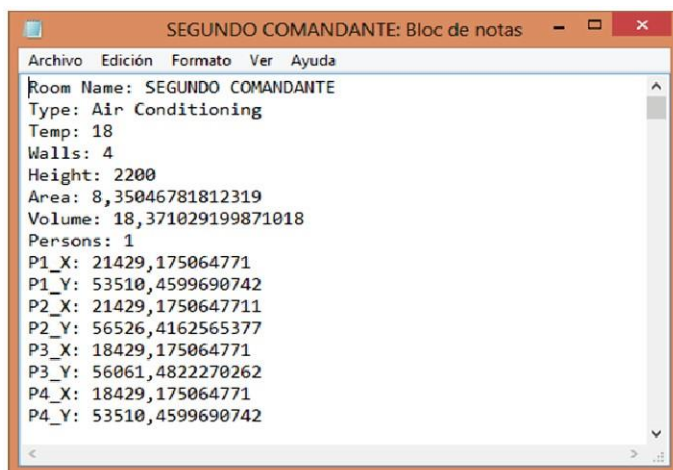 SEGUNDO COMANDANTE: Bloc de notas
Archivo Edición Formato Ver Ayuda
Room Name: SEGUNDO COMANDANTE
Type: Air Conditioning
Temp: 18
Walls: 4
Height: 2200
Area: 8,35046781812319
Volume: 18,371029199871018
Persons: 1
P1_X: 21429,175064771
P1_Y: 53510,4599690742
P2_X: 21429,1750647711
P2_Y: 56526,4162565377
P3_X: 18429,175064771
P3_Y: 56061,4822270262
P4_X: 18429,175064771
P4_Y: 53510,4599690742